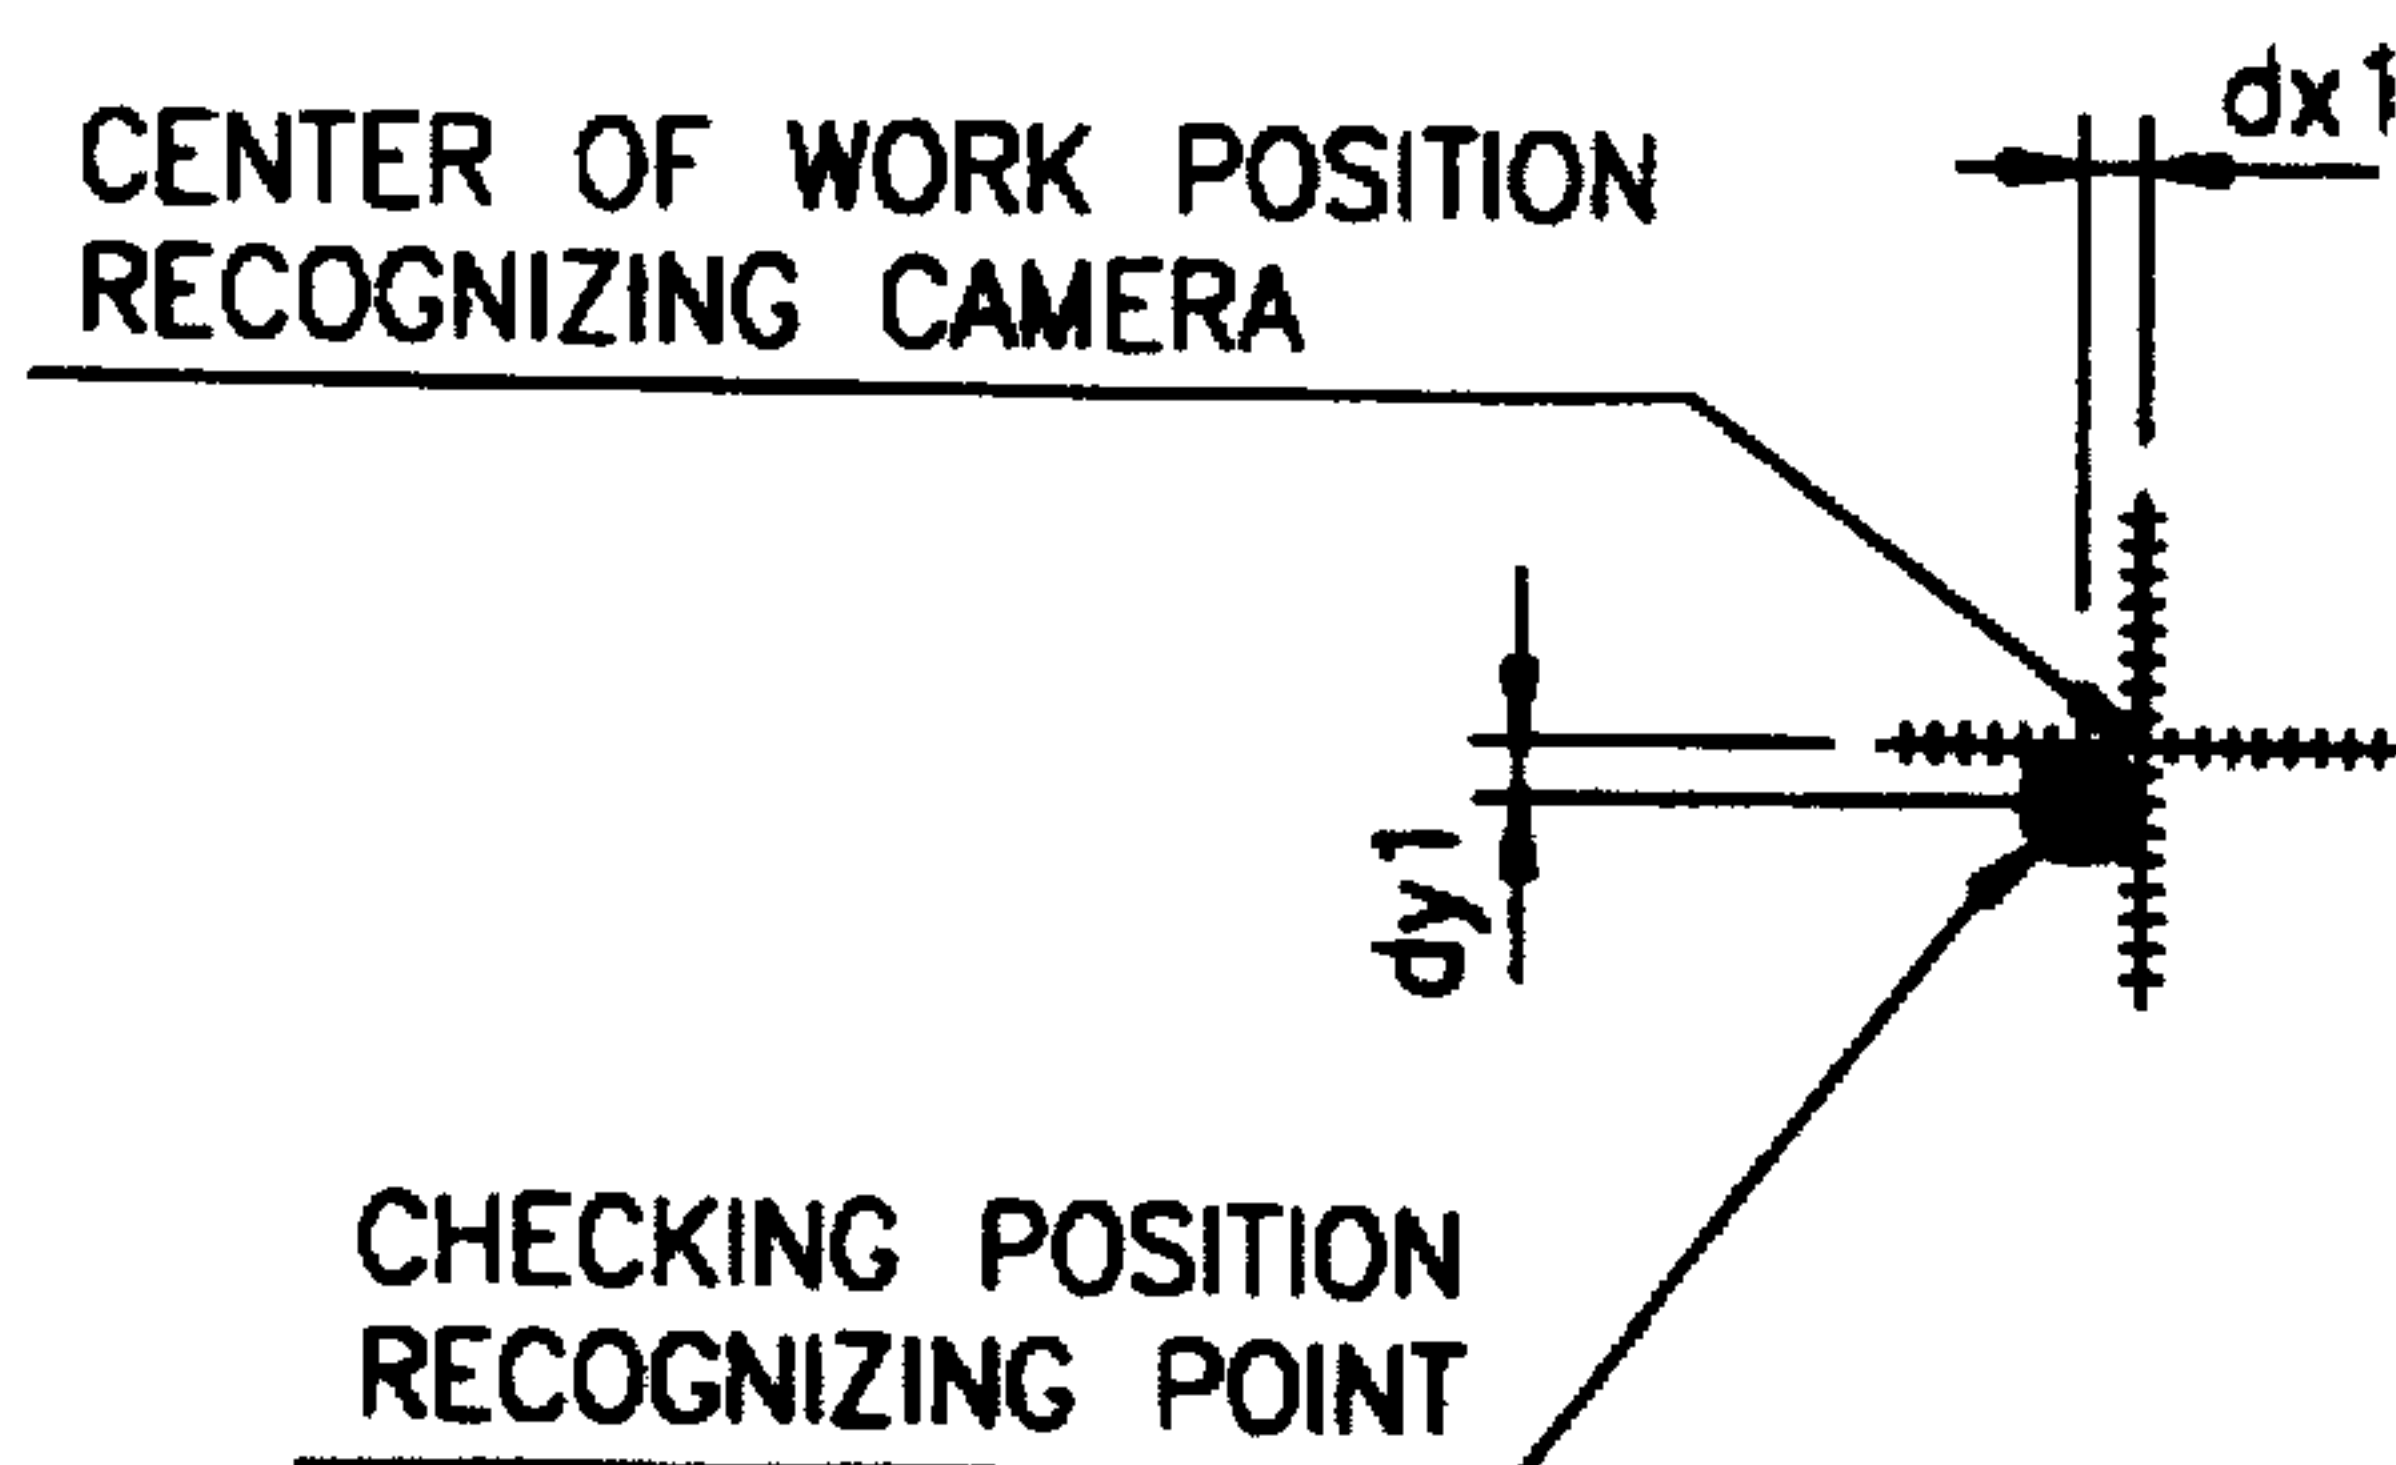 dx1
CENTER OF WORK POSITION
RECOGNIZING CAMERA
dy1
CHECKING POSITION
RECOGNIZING POINT